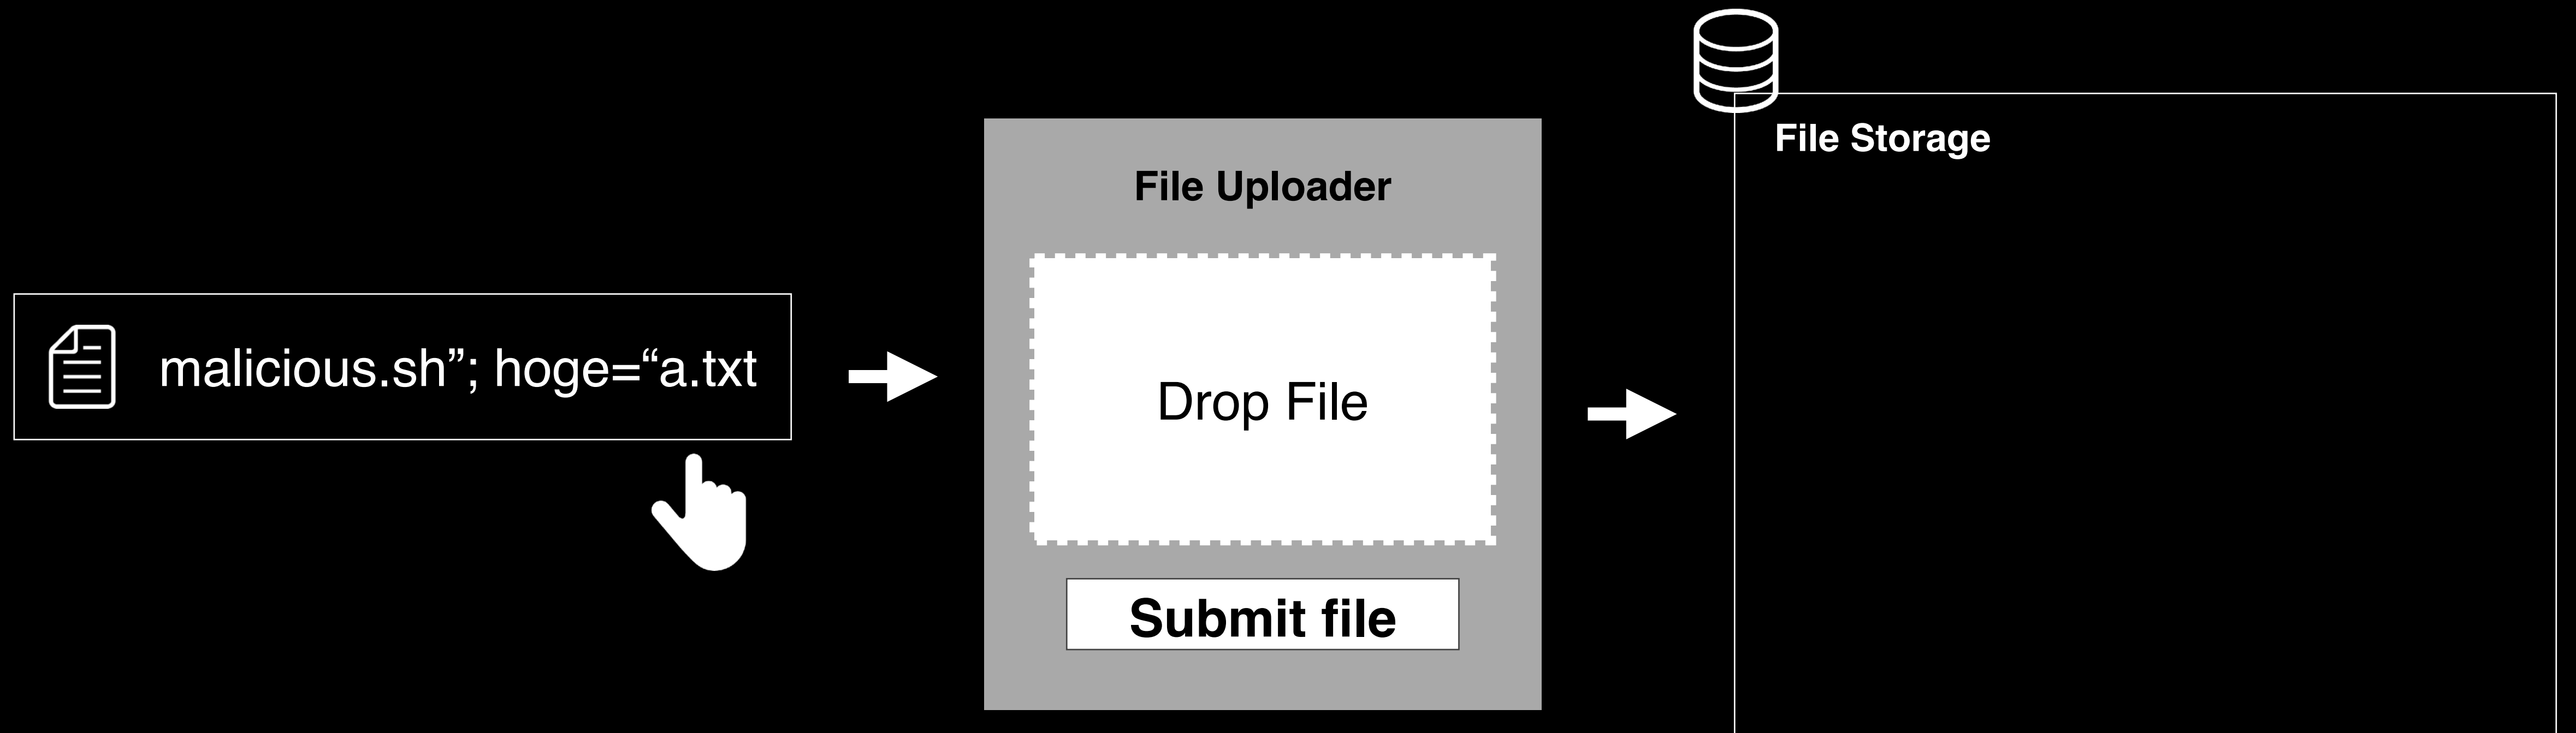 malicious.sh”; hoge=“a.txt
File Uploader
Drop File
Submit file
File Storage